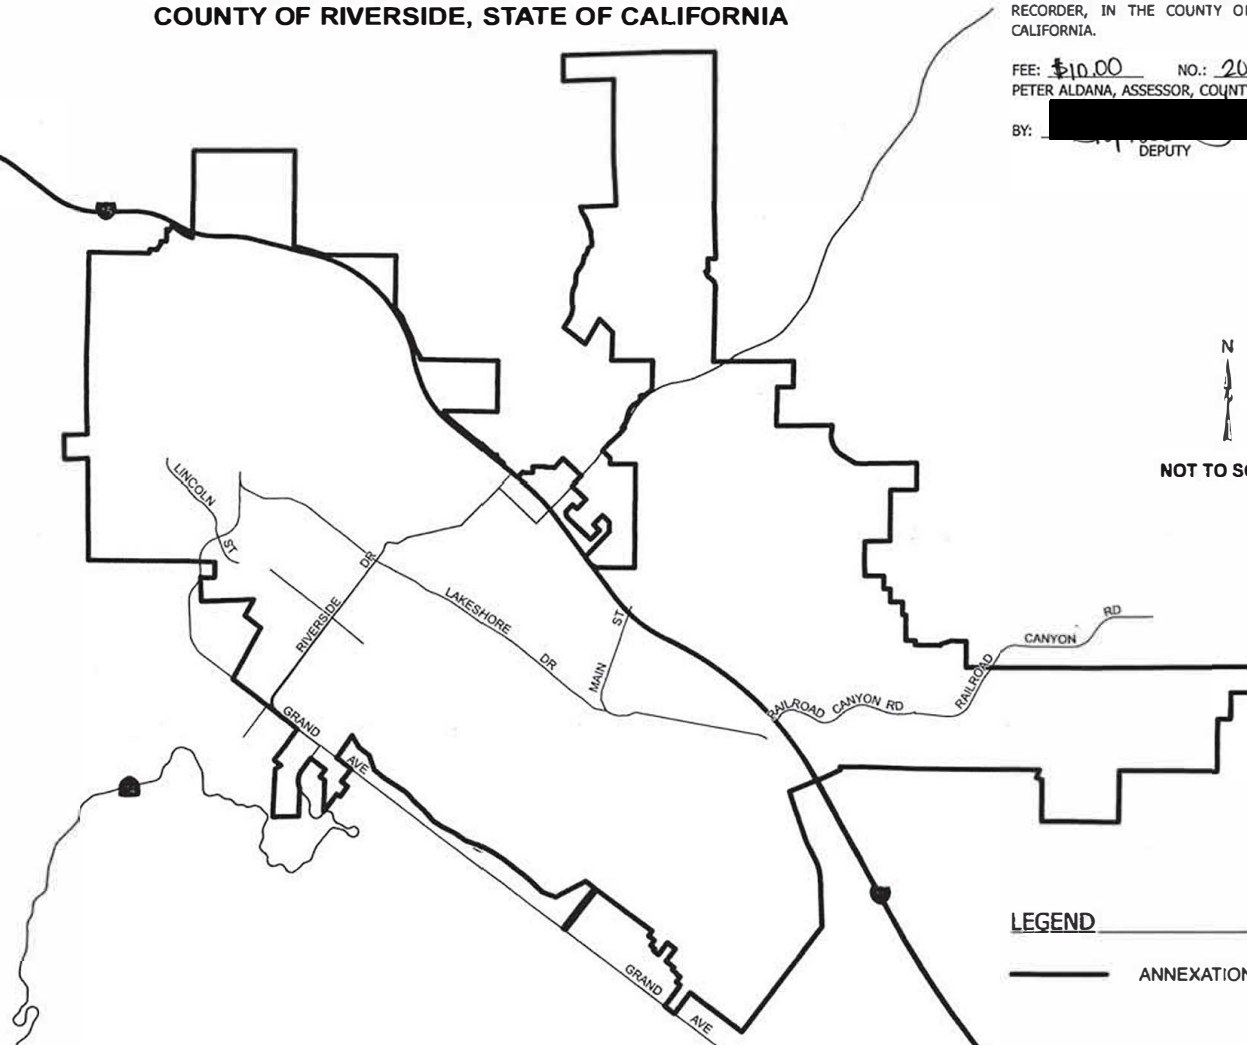 COUNTY OF RIVERSIDE, STATE OF CALIFORNIA
RECORDER, IN THE COUNTY
CALIFORNIA.
FEE: $10.00 NO.: 20
PETER ALDANA, ASSESSOR,
BY:
DEPUTY
N
NOT TO
LINCOLN
ST
RIVERSIDE
DR
LAKESHORE
DR
MAIN
ST
RAILROAD CANYON RD
RAILROAD
CANYON
RD
GRAND
AVE
GRAND
AVE
LEGEND
ANNEXATION